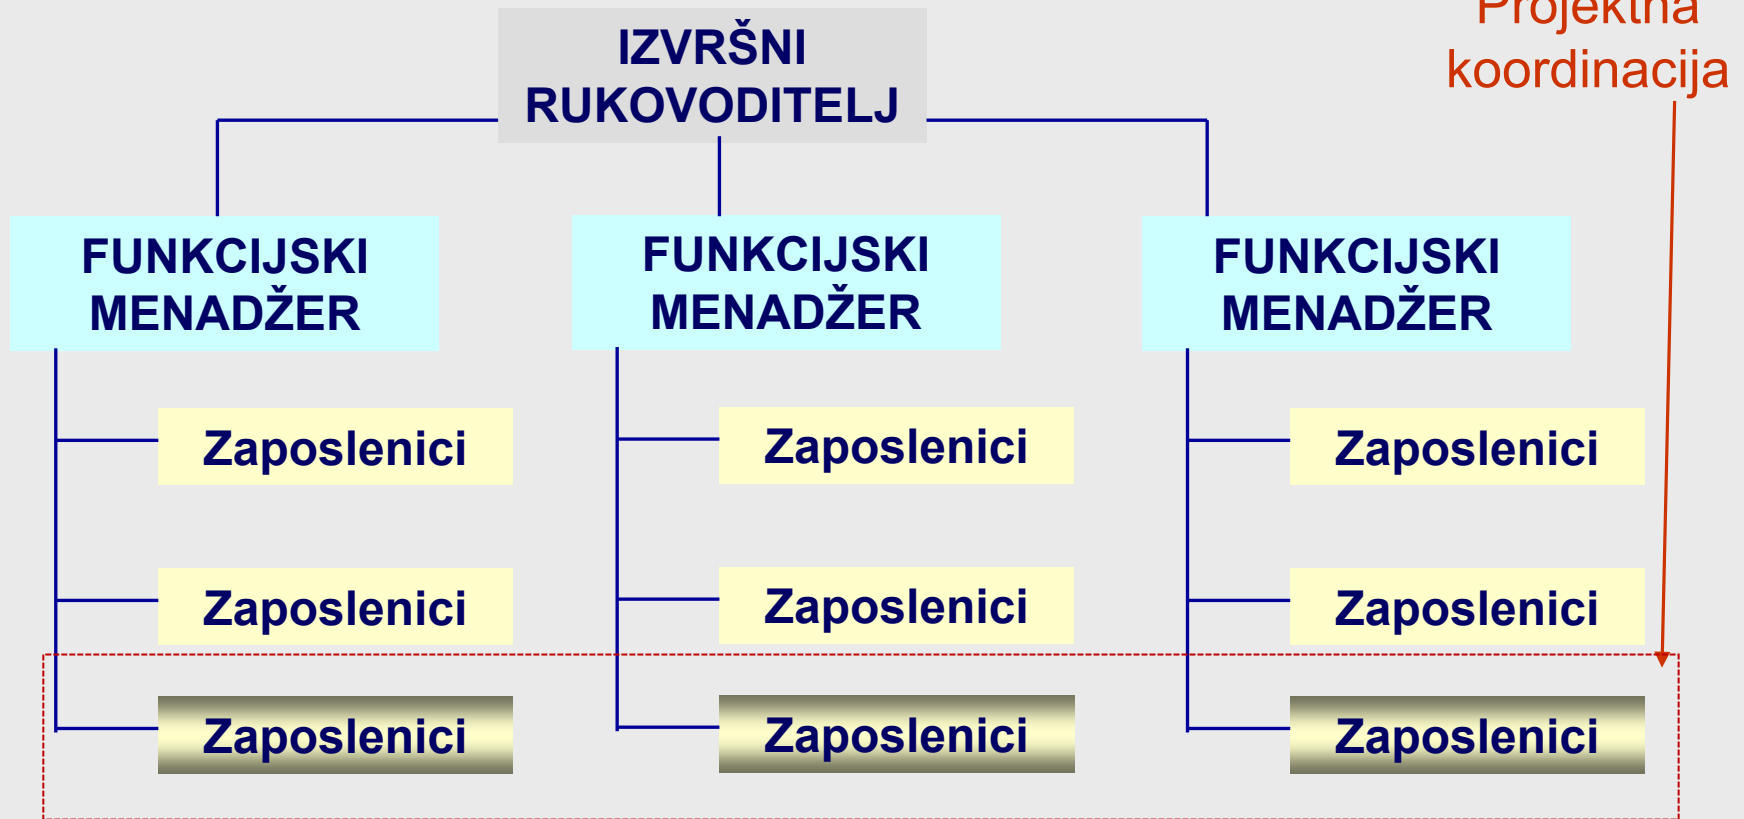 Projektna
koordinacija
IZVRŠNI
RUKOVODITELJ
FUNKCIJSKI
MENADŽER
FUNKCIJSKI
MENADŽER
FUNKCIJSKI
MENADŽER
Zaposlenici
Zaposlenici
Zaposlenici
Zaposlenici
Zaposlenici
Zaposlenici
Zaposlenici
Zaposlenici
Zaposlenici